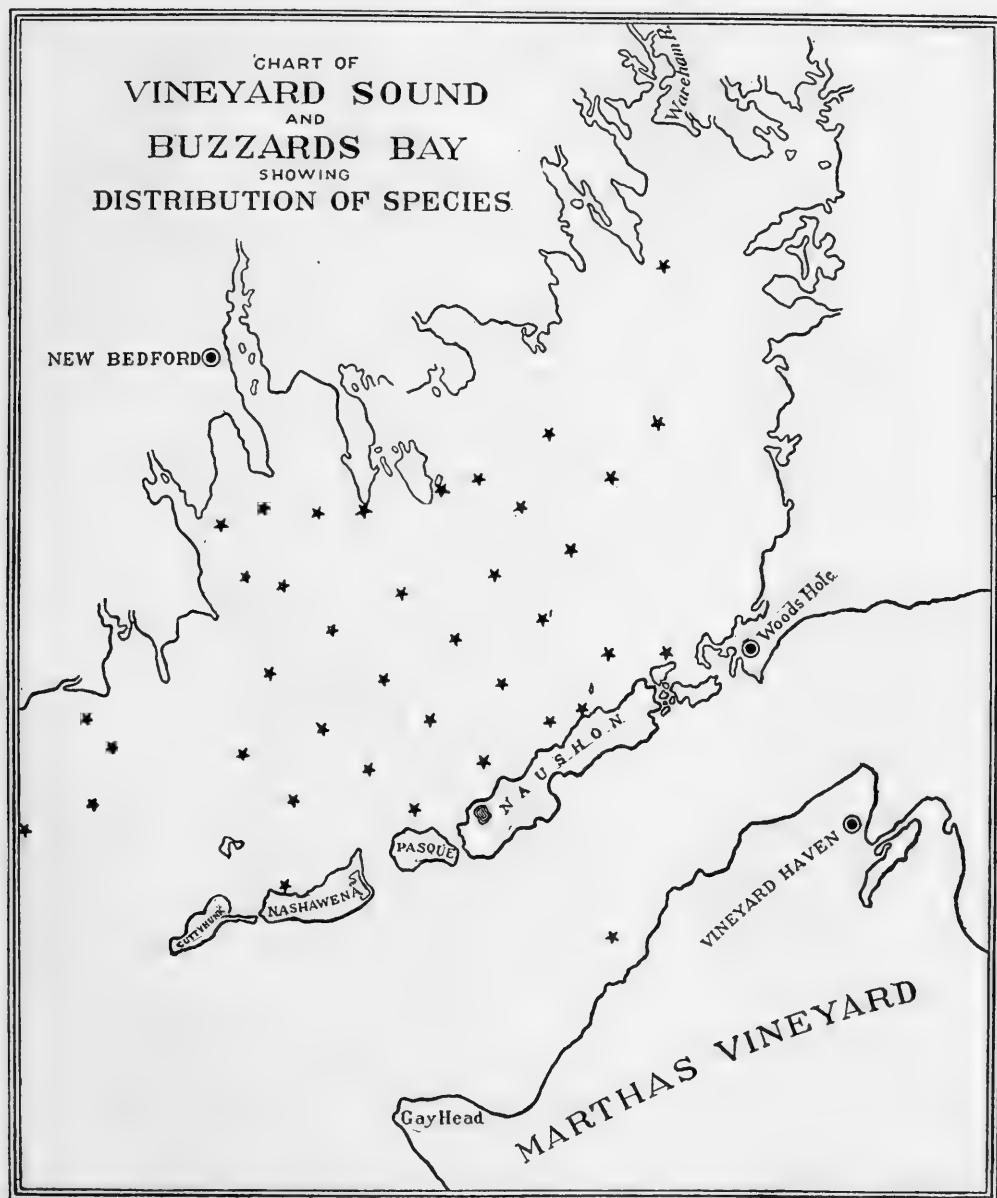 CHART OF
VINEYARD SOUND
AND
BUZZARDS BAY
SHOWING
DISTRIBUTION OF SPECIES
Wareham R.
NEW BEDFORD
Woods Hole
NAUSHON
PASQUE
NASHAWENA
CUTTYHUNK
VINEYARD HAVEN
MARTHAS VINEYARD
Gay Head